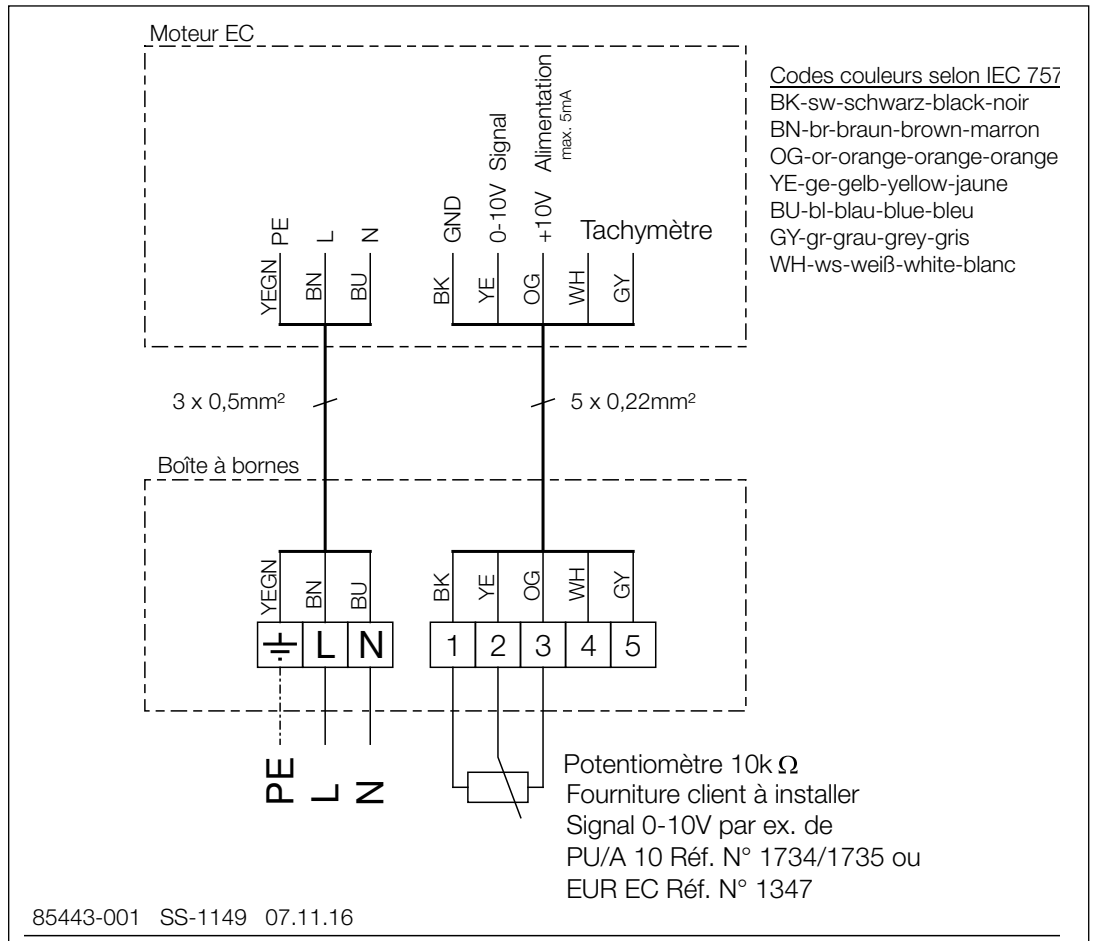 Moteur EC
Codes couleurs selon IEC 757
BK-sw-schwarz-black-noir
BN-br-braun-brown-marron
OG-or-orange-orange-orange
YE-ge-gelb-yellow-jaune
BU-bl-blau-blue-bleu
GY-gr-grau-grey-gris
WH-ws-weiß-white-blanc
PE
L
N
GND
0-10V Signal
+10V Alimentation
max. 5mA
Tachymètre
YEGN
BN
BU
BK
YE
OG
WH
GY
3 x 0,5mm²
5 x 0,22mm²
Boîte à bornes
YEGN
BN
BU
BK
YE
OG
WH
GY
L N
1 2 3 4 5
PE
L
N
Potentiomètre 10k Ω
Fourniture client à installer
Signal 0-10V par ex. de
PU/A 10 Réf. N° 1734/1735 ou
EUR EC Réf. N° 1347
85443-001 SS-1149 07.11.16